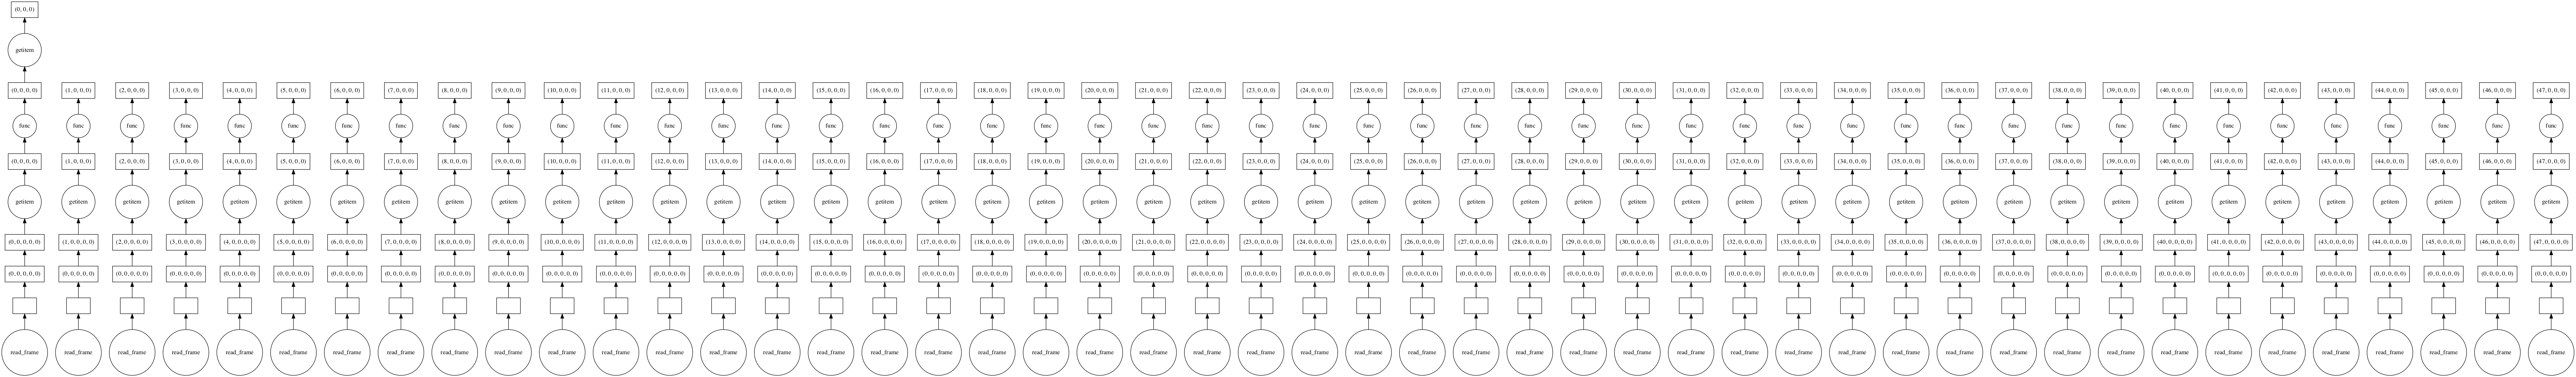 (0, 0, 0)
getitem
(0, 0, 0, 0) (1, 0, 0, 0) (2, 0, 0, 0) (3, 0, 0, 0) (4, 0, 0, 0) (5, 0, 0, 0) (6, 0, 0, 0) (7, 0, 0, 0) (8, 0, 0, 0) (9, 0, 0, 0) (10, 0, 0, 0) (11, 0, 0, 0) (12, 0, 0, 0) (13, 0, 0, 0) (14, 0, 0, 0) (15, 0, 0, 0) (16, 0, 0, 0) (17, 0, 0, 0) (18, 0, 0, 0) (19, 0, 0, 0) (20, 0, 0, 0) (21, 0, 0, 0) (22, 0, 0, 0) (23, 0, 0, 0) (24, 0, 0, 0) (25, 0, 0, 0) (26, 0, 0, 0) (27, 0, 0, 0) (28, 0, 0, 0) (29, 0, 0, 0) (30, 0, 0, 0) (31, 0, 0, 0) (32, 0, 0, 0) (33, 0, 0, 0) (34, 0, 0, 0) (35, 0, 0, 0) (36, 0, 0, 0) (37, 0, 0, 0) (38, 0, 0, 0) (39, 0, 0, 0) (40, 0, 0, 0) (41, 0, 0, 0) (42, 0, 0, 0) (43, 0, 0, 0) (44, 0, 0, 0) (45, 0, 0, 0) (46, 0, 0, 0) (47, 0, 0, 0)
func func func func func func func func func func func func func func func func func func func func func func func func func func func func func func func func func func func func func func func func func func func func func func func func
(0, 0, 0, 0) (1, 0, 0, 0) (2, 0, 0, 0) (3, 0, 0, 0) (4, 0, 0, 0) (5, 0, 0, 0) (6, 0, 0, 0) (7, 0, 0, 0) (8, 0, 0, 0) (9, 0, 0, 0) (10, 0, 0, 0) (11, 0, 0, 0) (12, 0, 0, 0) (13, 0, 0, 0) (14, 0, 0, 0) (15, 0, 0, 0) (16, 0, 0, 0) (17, 0, 0, 0) (18, 0, 0, 0) (19, 0, 0, 0) (20, 0, 0, 0) (21, 0, 0, 0) (22, 0, 0, 0) (23, 0, 0, 0) (24, 0, 0, 0) (25, 0, 0, 0) (26, 0, 0, 0) (27, 0, 0, 0) (28, 0, 0, 0) (29, 0, 0, 0) (30, 0, 0, 0) (31, 0, 0, 0) (32, 0, 0, 0) (33, 0, 0, 0) (34, 0, 0, 0) (35, 0, 0, 0) (36, 0, 0, 0) (37, 0, 0, 0) (38, 0, 0, 0) (39, 0, 0, 0) (40, 0, 0, 0) (41, 0, 0, 0) (42, 0, 0, 0) (43, 0, 0, 0) (44, 0, 0, 0) (45, 0, 0, 0) (46, 0, 0, 0) (47, 0, 0, 0)
getitem getitem getitem getitem getitem getitem getitem getitem getitem getitem getitem getitem getitem getitem getitem getitem getitem getitem getitem getitem getitem getitem getitem getitem getitem getitem getitem getitem getitem getitem getitem getitem getitem getitem getitem getitem getitem getitem getitem getitem getitem getitem getitem getitem getitem getitem getitem getitem
(0, 0, 0, 0, 0) (1, 0, 0, 0, 0) (2, 0, 0, 0, 0) (3, 0, 0, 0, 0) (4, 0, 0, 0, 0) (5, 0, 0, 0, 0) (6, 0, 0, 0, 0) (7, 0, 0, 0, 0) (8, 0, 0, 0, 0) (9, 0, 0, 0, 0) (10, 0, 0, 0, 0) (11, 0, 0, 0, 0) (12, 0, 0, 0, 0) (13, 0, 0, 0, 0) (14, 0, 0, 0, 0) (15, 0, 0, 0, 0) (16, 0, 0, 0, 0) (17, 0, 0, 0, 0) (18, 0, 0, 0, 0) (19, 0, 0, 0, 0) (20, 0, 0, 0, 0) (21, 0, 0, 0, 0) (22, 0, 0, 0, 0) (23, 0, 0, 0, 0) (24, 0, 0, 0, 0) (25, 0, 0, 0, 0) (26, 0, 0, 0, 0) (27, 0, 0, 0, 0) (28, 0, 0, 0, 0) (29, 0, 0, 0, 0) (30, 0, 0, 0, 0) (31, 0, 0, 0, 0) (32, 0, 0, 0, 0) (33, 0, 0, 0, 0) (34, 0, 0, 0, 0) (35, 0, 0, 0, 0) (36, 0, 0, 0, 0) (37, 0, 0, 0, 0) (38, 0, 0, 0, 0) (39, 0, 0, 0, 0) (40, 0, 0, 0, 0) (41, 0, 0, 0, 0) (42, 0, 0, 0, 0) (43, 0, 0, 0, 0) (44, 0, 0, 0, 0) (45, 0, 0, 0, 0) (46, 0, 0, 0, 0) (47, 0, 0, 0, 0)
(0, 0, 0, 0, 0) (0, 0, 0, 0, 0) (0, 0, 0, 0, 0) (0, 0, 0, 0, 0) (0, 0, 0, 0, 0) (0, 0, 0, 0, 0) (0, 0, 0, 0, 0) (0, 0, 0, 0, 0) (0, 0, 0, 0, 0) (0, 0, 0, 0, 0) (0, 0, 0, 0, 0) (0, 0, 0, 0, 0) (0, 0, 0, 0, 0) (0, 0, 0, 0, 0) (0, 0, 0, 0, 0) (0, 0, 0, 0, 0) (0, 0, 0, 0, 0) (0, 0, 0, 0, 0) (0, 0, 0, 0, 0) (0, 0, 0, 0, 0) (0, 0, 0, 0, 0) (0, 0, 0, 0, 0) (0, 0, 0, 0, 0) (0, 0, 0, 0, 0) (0, 0, 0, 0, 0) (0, 0, 0, 0, 0) (0, 0, 0, 0, 0) (0, 0, 0, 0, 0) (0, 0, 0, 0, 0) (0, 0, 0, 0, 0) (0, 0, 0, 0, 0) (0, 0, 0, 0, 0) (0, 0, 0, 0, 0) (0, 0, 0, 0, 0) (0, 0, 0, 0, 0) (0, 0, 0, 0, 0) (0, 0, 0, 0, 0) (0, 0, 0, 0, 0) (0, 0, 0, 0, 0) (0, 0, 0, 0, 0) (0, 0, 0, 0, 0) (0, 0, 0, 0, 0) (0, 0, 0, 0, 0) (0, 0, 0, 0, 0) (0, 0, 0, 0, 0) (0, 0, 0, 0, 0) (0, 0, 0, 0, 0) (0, 0, 0, 0, 0)
read_frame read_frame read_frame read_frame read_frame read_frame read_frame read_frame read_frame read_frame read_frame read_frame read_frame read_frame read_frame read_frame read_frame read_frame read_frame read_frame read_frame read_frame read_frame read_frame read_frame read_frame read_frame read_frame read_frame read_frame read_frame read_frame read_frame read_frame read_frame read_frame read_frame read_frame read_frame read_frame read_frame read_frame read_frame read_frame read_frame read_frame read_frame read_frame